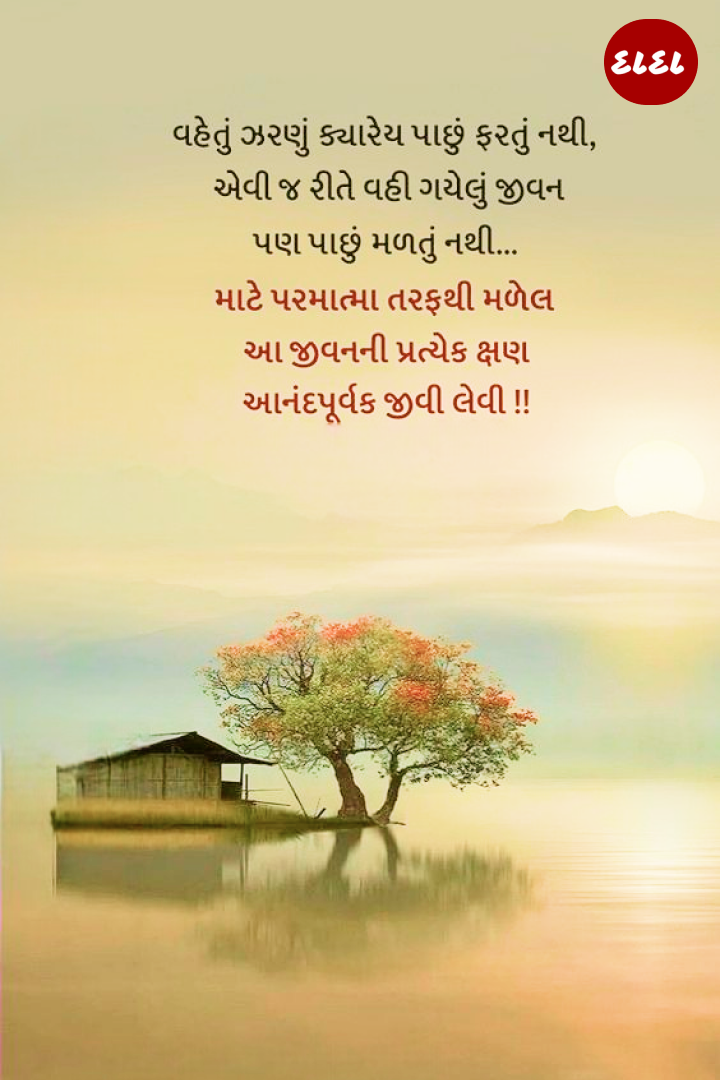 દાદા
વહેતું ઝરણું ક્યારેય પાછું ફરતું નથી,
એવી જ રીતે વહી ગયેલું જીવન
પણ પાછું મળતું નથી...
માટે પરમાત્મા તરફથી મળેલ
આ જીવનની પ્રત્યેક ક્ષણ
આનંદપૂર્વક જીવી લેવી !!